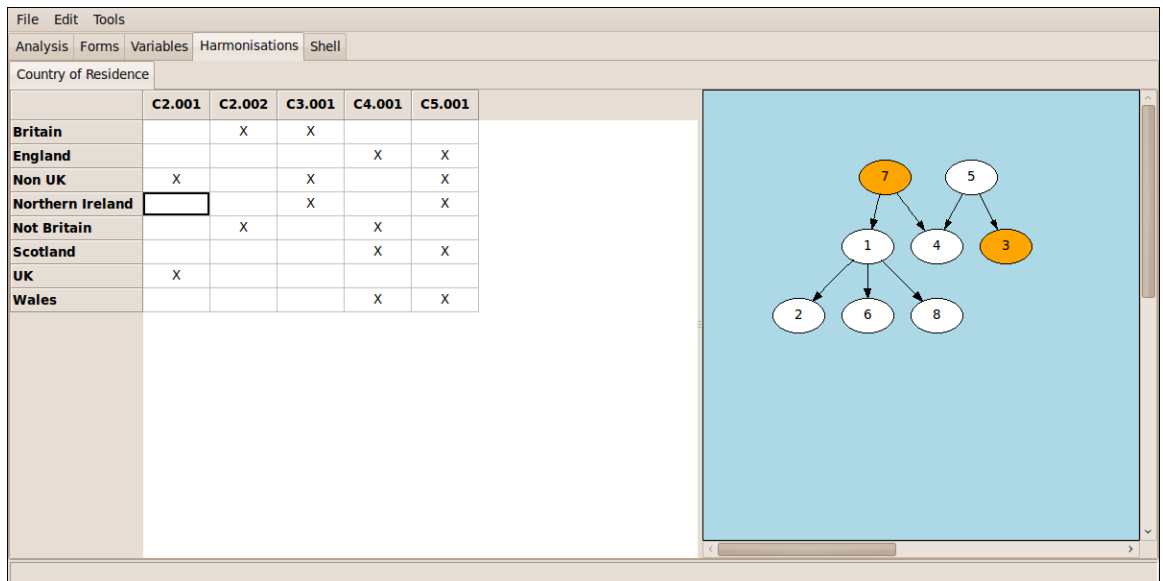 File Edit Tools
Analysis Forms Variables Harmonisations Shell
Country of Residence
C2.001 C2.002 C3.001 C4.001 C5.001
Britain X X
England X X
Non UK X X X
Northern Ireland X X
Not Britain X X
Scotland X X
UK X
Wales X X
7 5
1 4 3
2 6 8